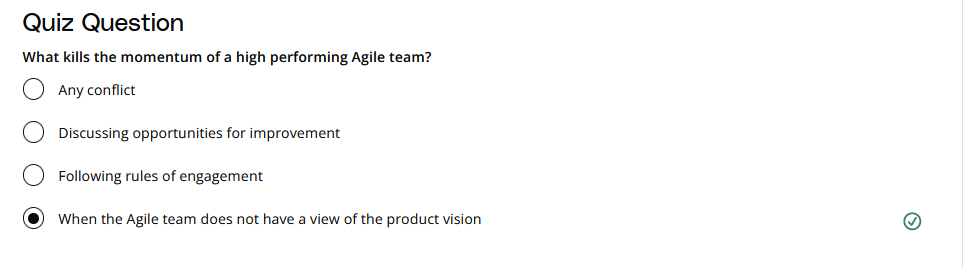 Quiz Question
What kills the momentum of a high performing Agile team?
Any conflict
Discussing opportunities for improvement
Following rules of engagement
When the Agile team does not have a view of the product vision